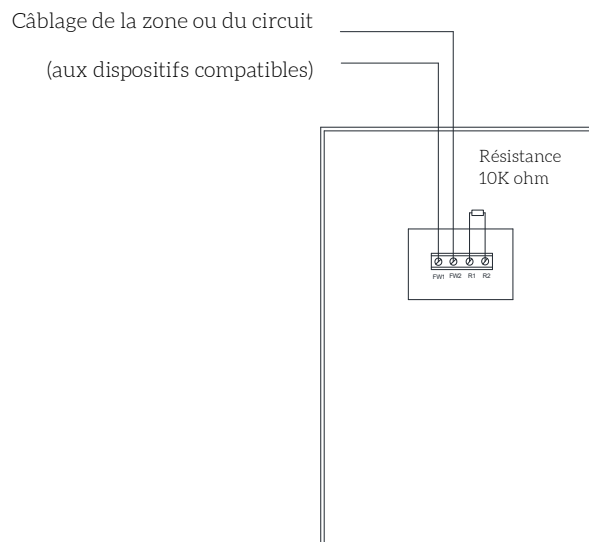 Câblage de la zone ou du circuit
(aux dispositifs compatibles)
Résistance
10K ohm
FW1 FW2 R1 R2